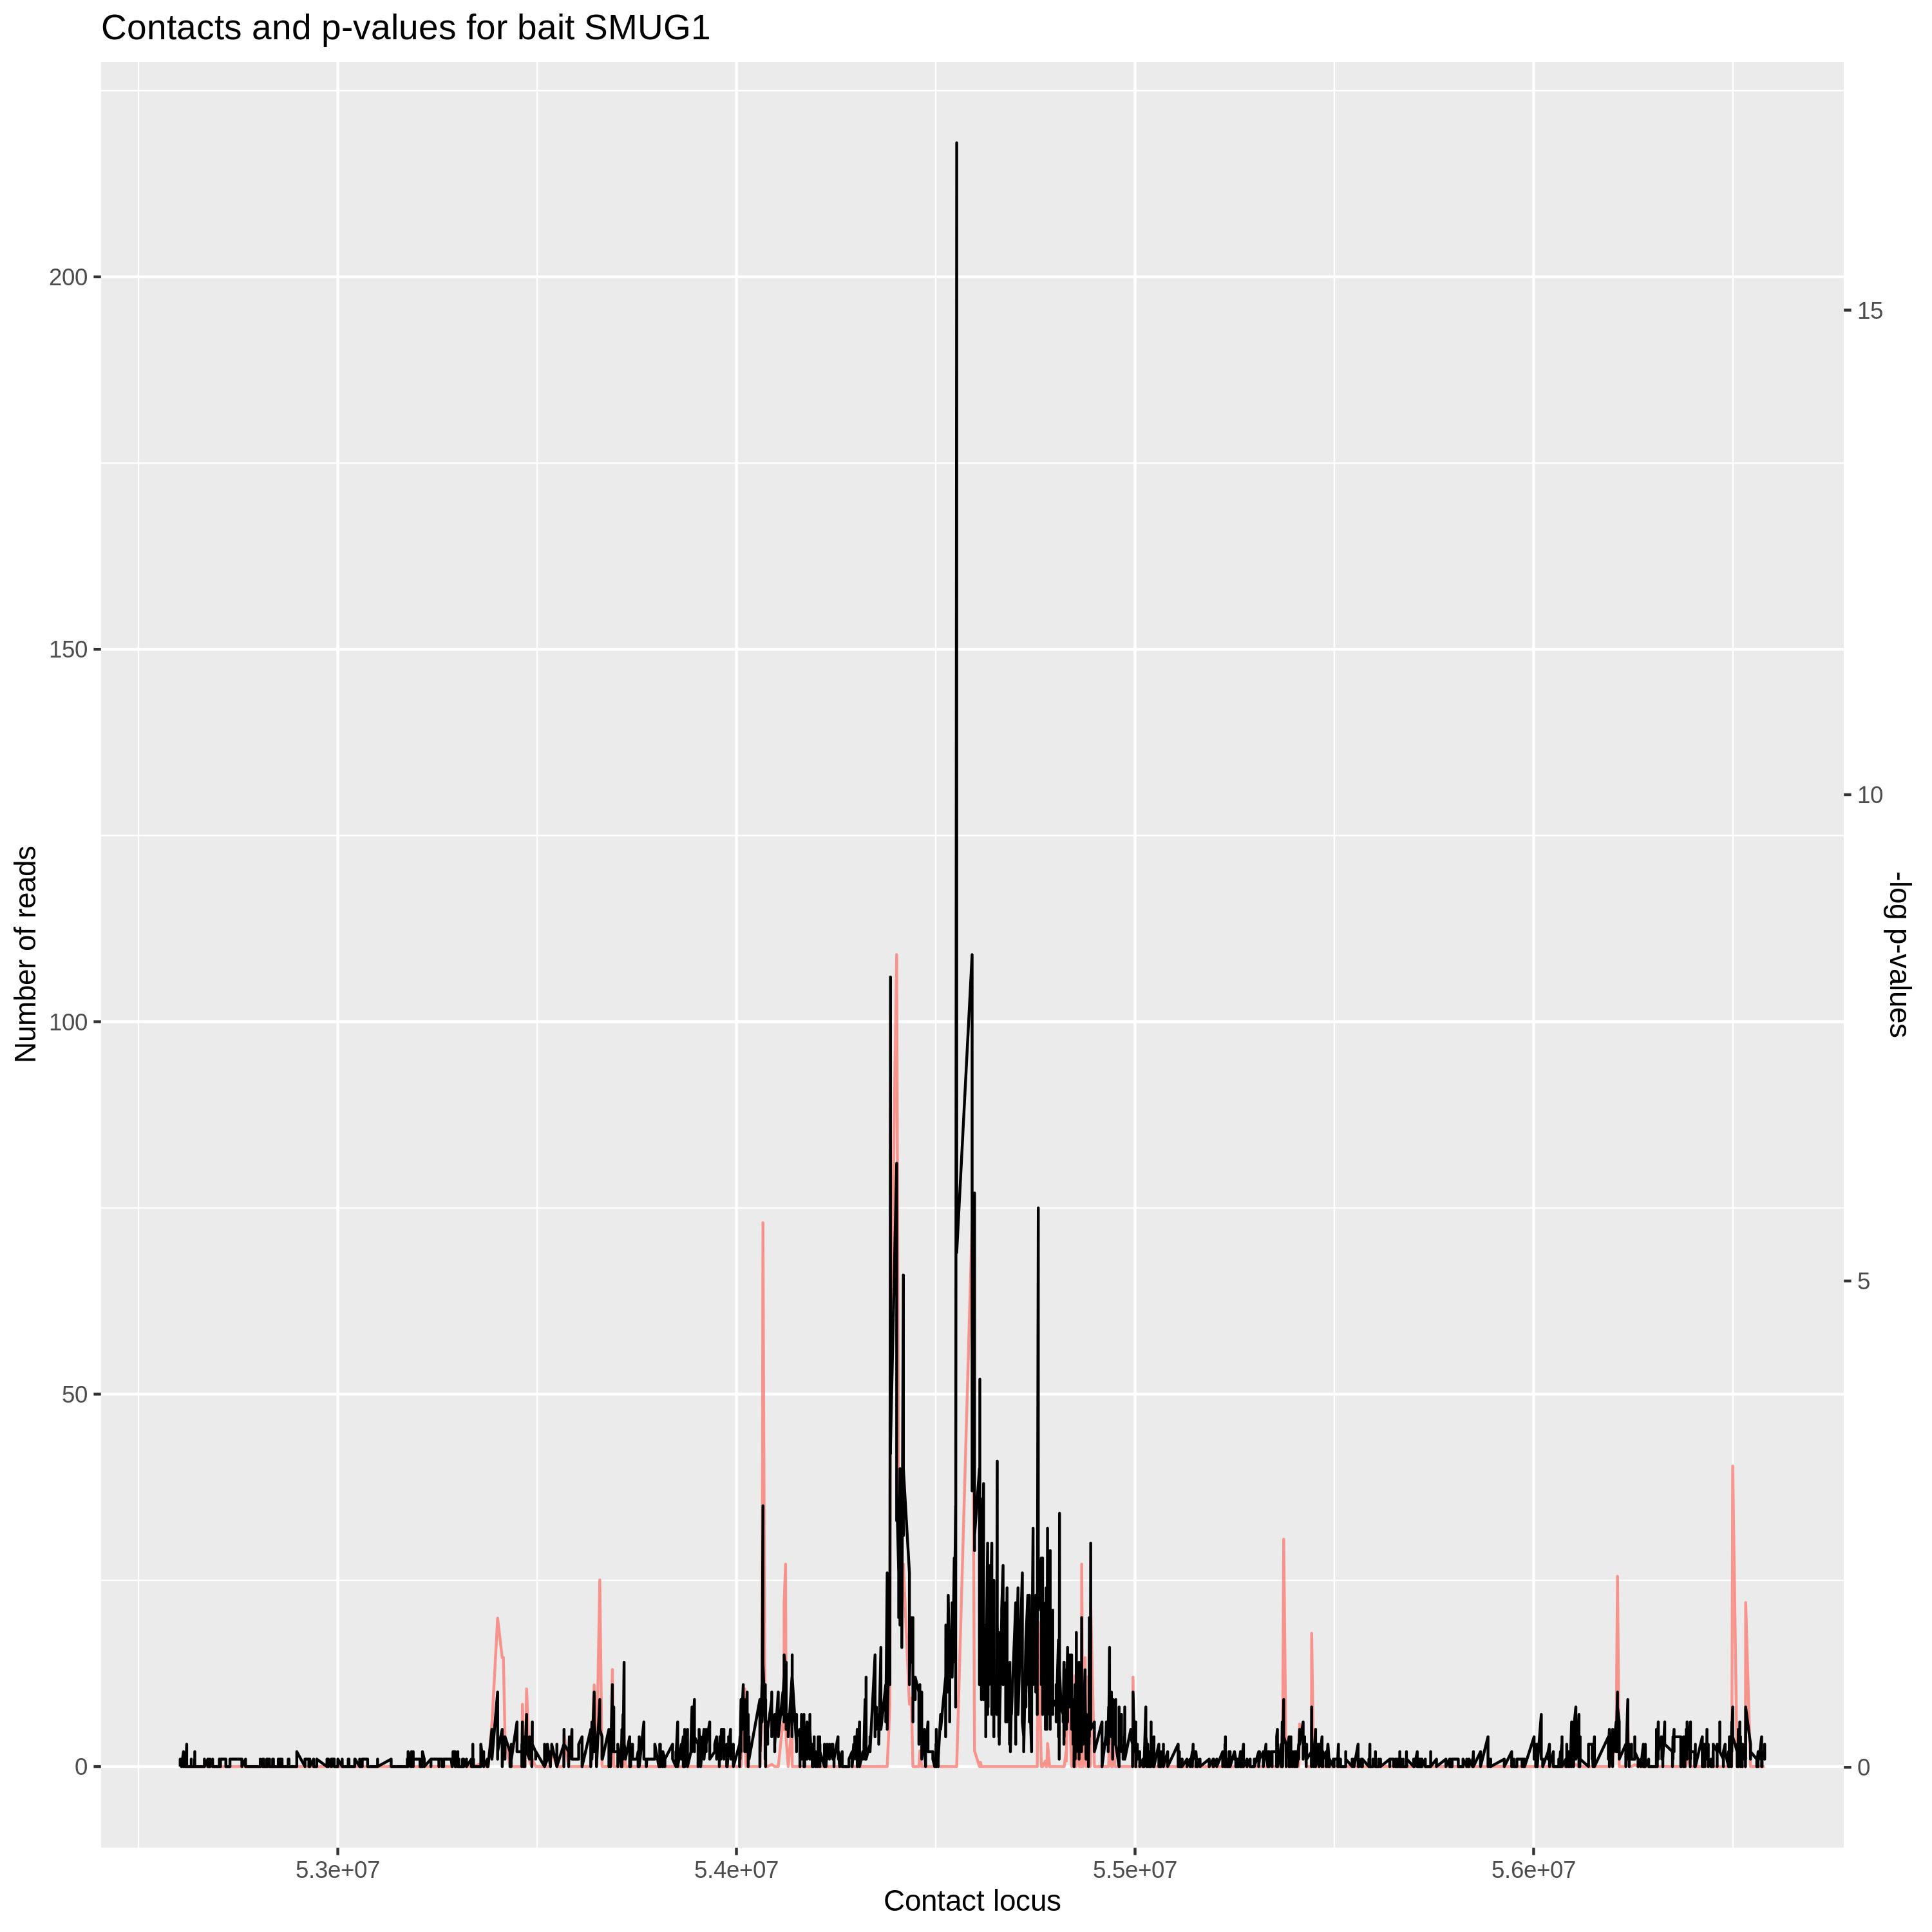 Contacts and p-values for bait SMUG1
Number of reads
200
150
100
50
0
15
10
5
0
-log p-values
5.3e+07 5.4e+07 5.5e+07 5.6e+07
Contact locus